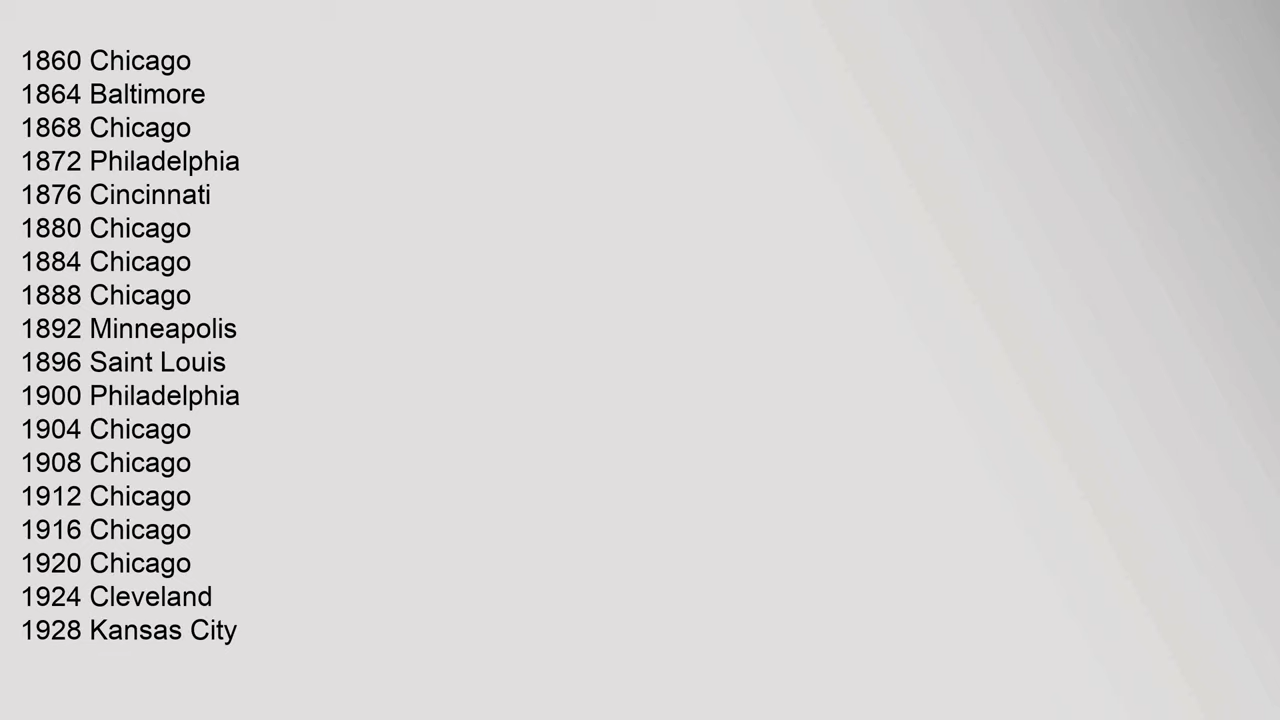 1860 Chicago
1864 Baltimore
1868 Chicago
1872 Philadelphia
1876 Cincinnati
1880 Chicago
1884 Chicago
1888 Chicago
1892 Minneapolis
1896 Saint Louis
1900 Philadelphia
1904 Chicago
1908 Chicago
1912 Chicago
1916 Chicago
1920 Chicago
1924 Cleveland
1928 Kansas City